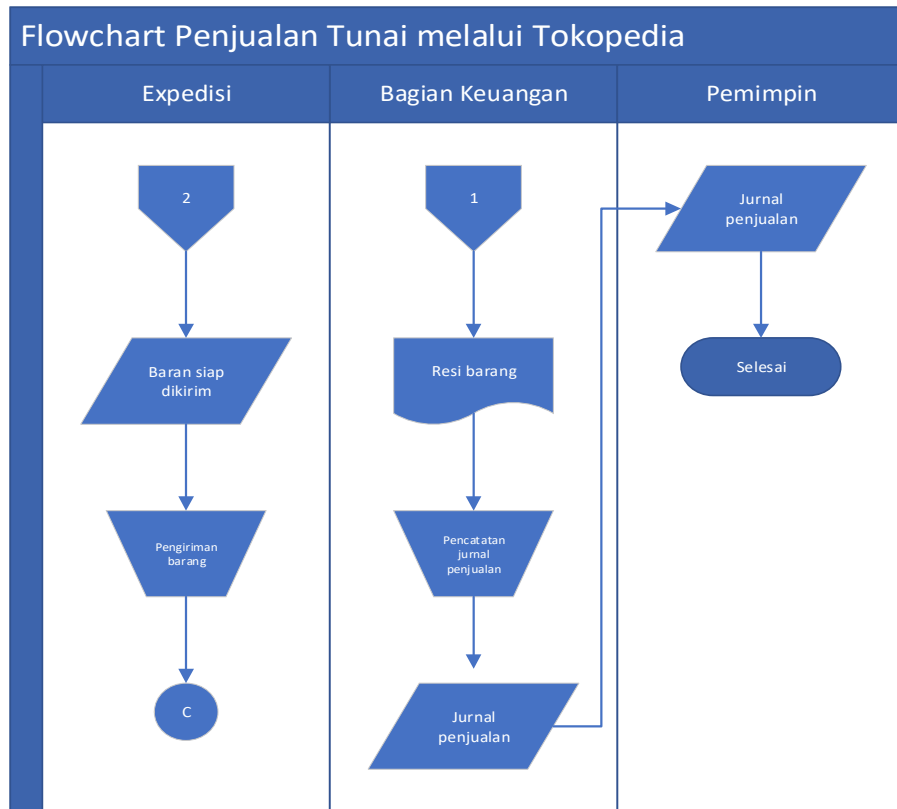 Flowchart Penjualan Tunai melalui Tokopedia
Expedisi
Bagian Keuangan
Pemimpin
2
Baran siap
dikirim
Pengiriman
barang
C
1
Resi barang
Pencatatan
jurnal
penjualan
Jurnal
penjualan
Jurnal
penjualan
Selesai